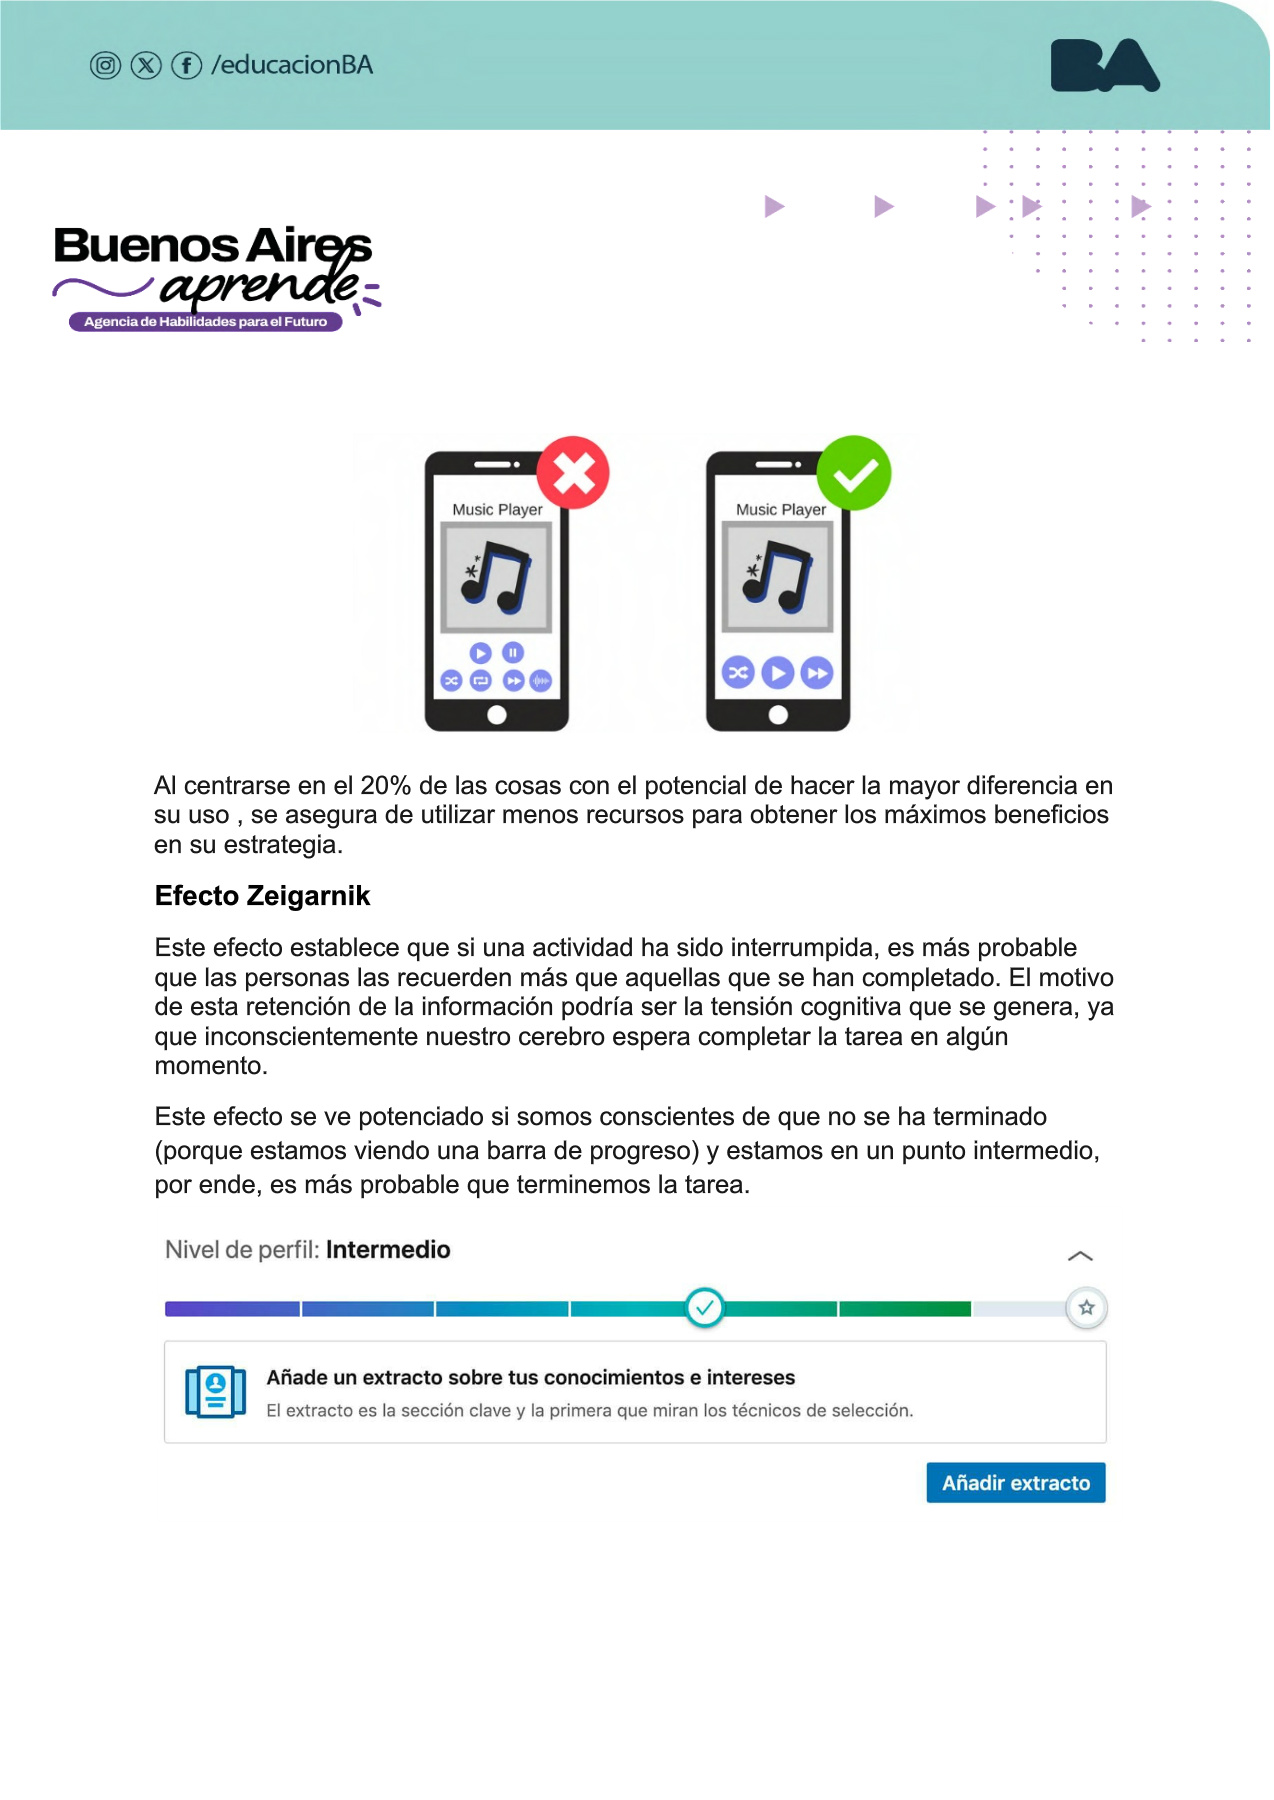 /educacionBA
BA
Buenos Aires
aprende
Agencia de Habilidades para el Futuro
Music Player
Music Player
Al centrarse en el 20% de las cosas con el potencial de hacer la mayor diferencia en
su uso , se asegura de utilizar menos recursos para obtener los máximos beneficios
en su estrategia.
Efecto Zeigarnik
Este efecto establece que si una actividad ha sido interrumpida, es más probable
que las personas las recuerden más que aquellas que se han completado. El motivo
de esta retención de la información podría ser la tensión cognitiva que se genera, ya
que inconscientemente nuestro cerebro espera completar la tarea en algún
momento.
Este efecto se ve potenciado si somos conscientes de que no se ha terminado
(porque estamos viendo una barra de progreso) y estamos en un punto intermedio,
por ende, es más probable que terminemos la tarea.
Nivel de perfil: Intermedio
Añade un extracto sobre tus conocimientos e intereses
El extracto es la sección clave y la primera que miran los técnicos de selección.
Añadir extracto